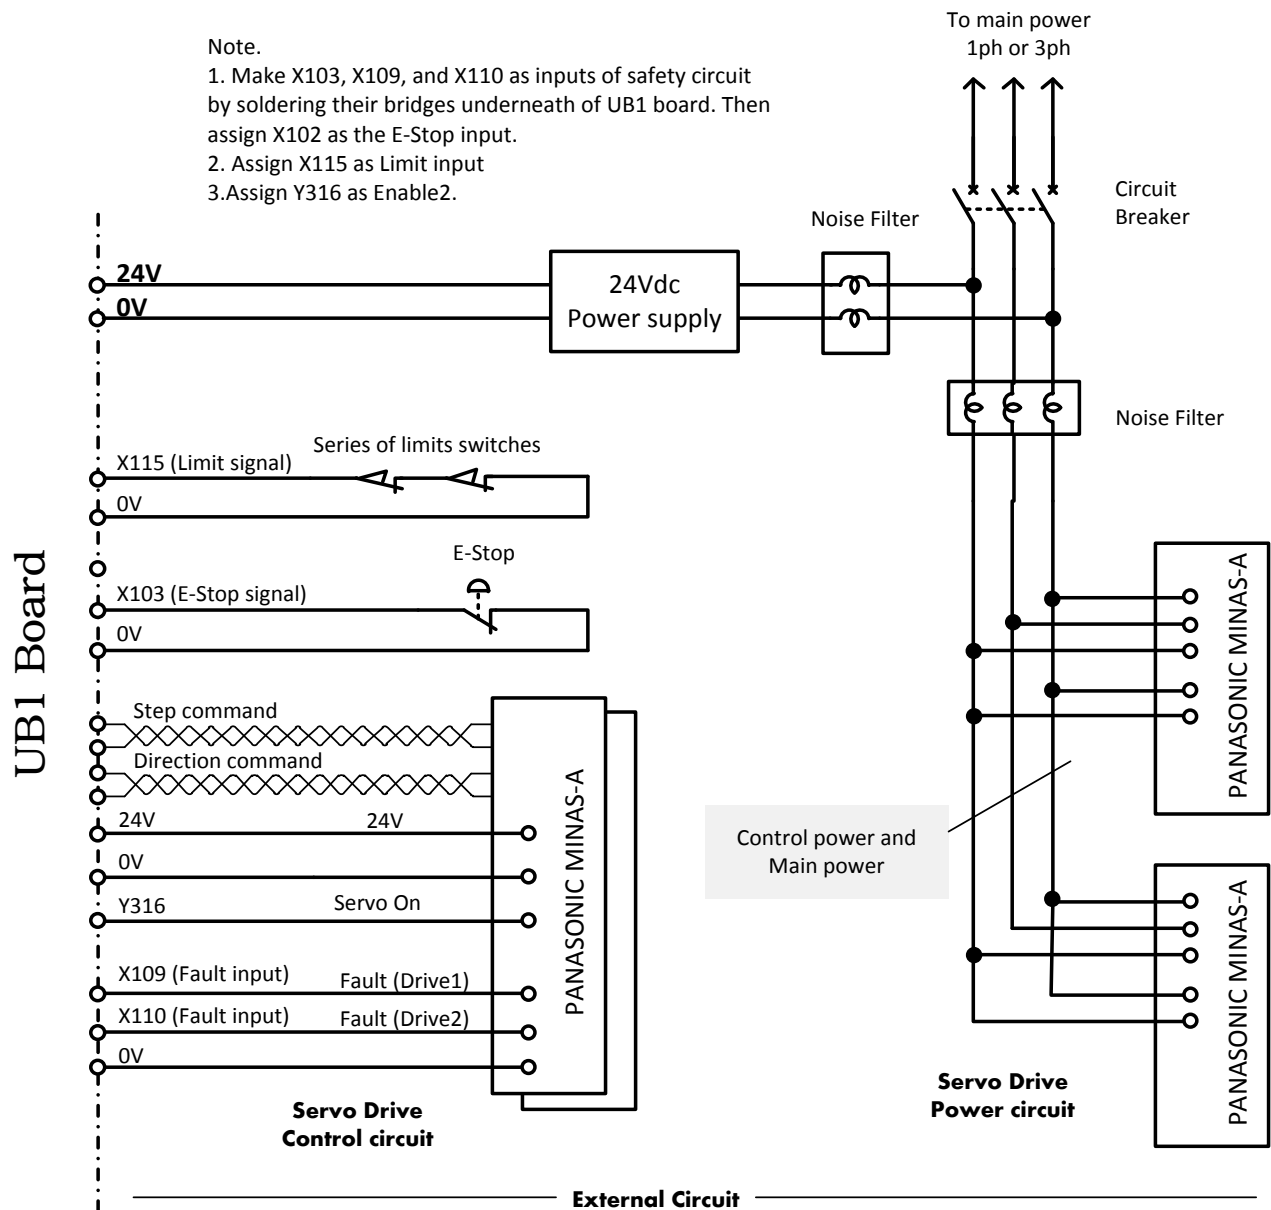 To main power
1ph or 3ph
Note.
1. Make X103, X109, and X110 as inputs of safety circuit
by soldering their bridges underneath of UB1 board. Then
assign X102 as the E-Stop input.
2. Assign X115 as Limit input
3.Assign Y316 as Enable2.
Circuit
Breaker
Noise Filter
24V
0V
24Vdc
Power supply
Noise Filter
Series of limits switches
X115 (Limit signal)
0V
E-Stop
X103 (E-Stop signal)
0V
UB1 Board
Step command
Direction command
24V
24V
0V
Y316
Servo On
X109 (Fault input)
Fault (Drive1)
X110 (Fault input)
Fault (Drive2)
0V
PANASONIC MINAS-A
Servo Drive
Control circuit
PANASONIC MINAS-A
Control power and
Main power
PANASONIC MINAS-A
Servo Drive
Power circuit
External Circuit